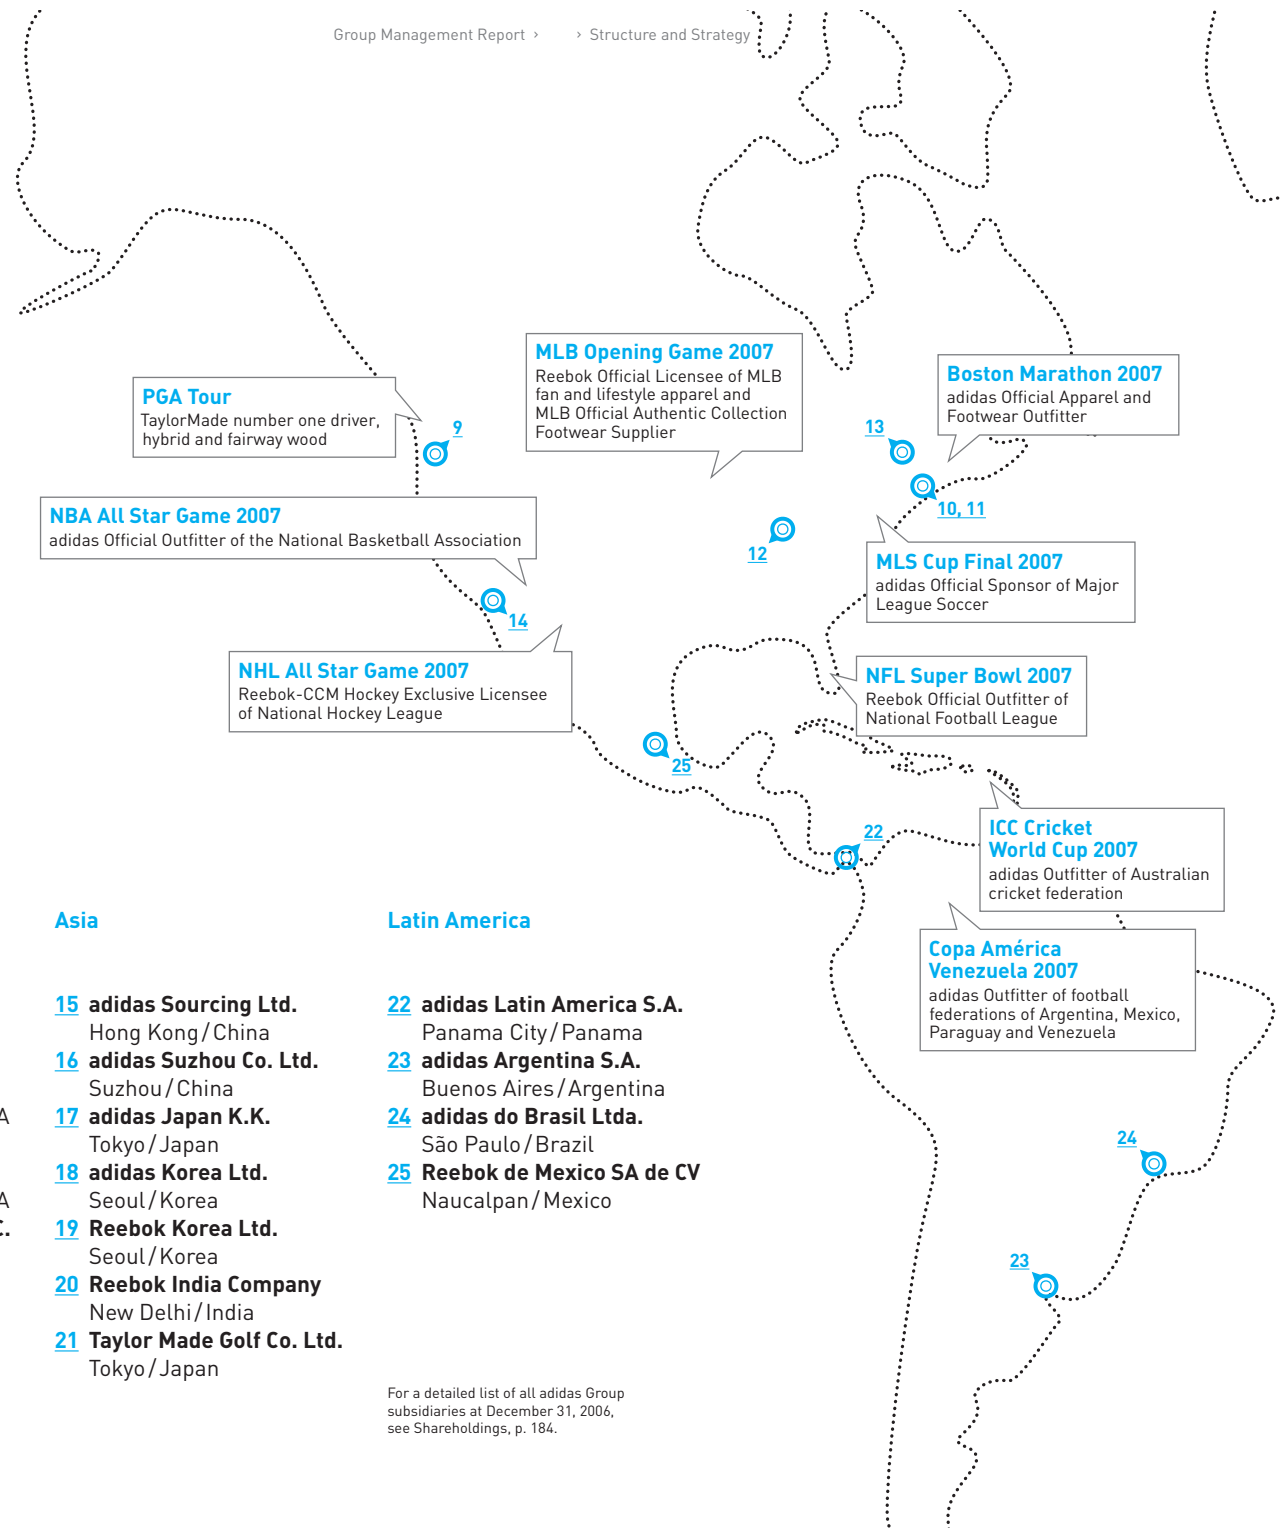 Group Management Report › › Structure and Strategy
MLB Opening Game 2007
Reebok Official Licensee of MLB
fan and lifestyle apparel and
MLB Official Authentic Collection
Footwear Supplier
Boston Marathon 2007
adidas Official Apparel and
Footwear Outfitter
PGA Tour
TaylorMade number one driver,
hybrid and fairway wood
9
13
10, 11
NBA All Star Game 2007
adidas Official Outfitter of the National Basketball Association
12
MLS Cup Final 2007
adidas Official Sponsor of Major
League Soccer
14
NHL All Star Game 2007
Reebok-CCM Hockey Exclusive Licensee
of National Hockey League
NFL Super Bowl 2007
Reebok Official Outfitter of
National Football League
25
22
ICC Cricket
World Cup 2007
adidas Outfitter of Australian
cricket federation
Copa América
Venezuela 2007
adidas Outfitter of football
federations of Argentina, Mexico,
Paraguay and Venezuela
24
23
A
A
C.
Asia
15 adidas Sourcing Ltd.
Hong Kong/China
16 adidas Suzhou Co. Ltd.
Suzhou/China
17 adidas Japan K.K.
Tokyo/Japan
18 adidas Korea Ltd.
Seoul/Korea
19 Reebok Korea Ltd.
Seoul/Korea
20 Reebok India Company
New Delhi/India
21 Taylor Made Golf Co. Ltd.
Tokyo/Japan
Latin America
22 adidas Latin America S.A.
Panama City/Panama
23 adidas Argentina S.A.
Buenos Aires/Argentina
24 adidas do Brasil Ltda.
São Paulo/Brazil
25 Reebok de Mexico SA de CV
Naucalpan/Mexico
For a detailed list of all adidas Group
subsidiaries at December 31, 2006,
see Shareholdings, p. 184.